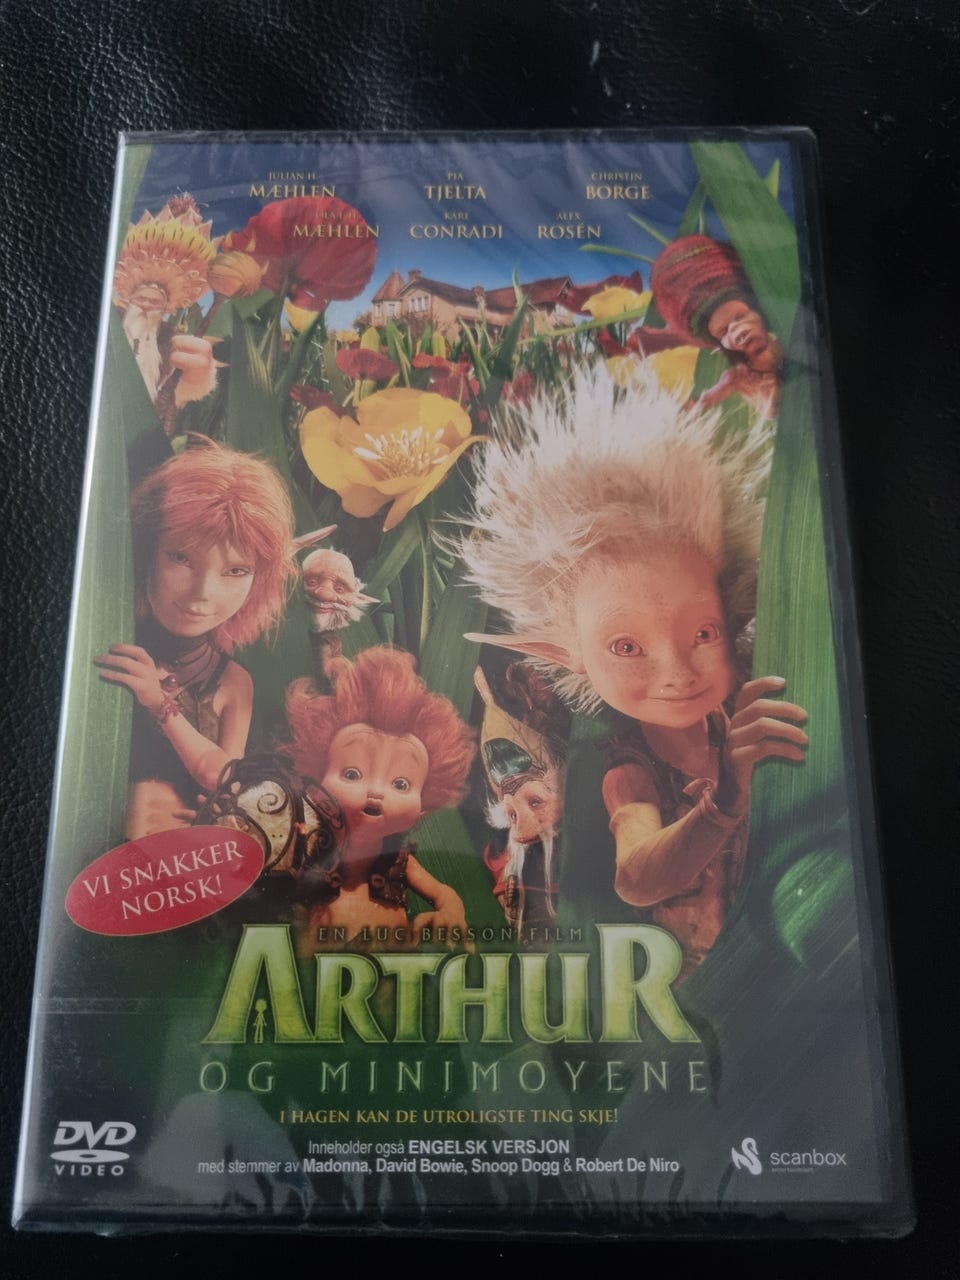 JULIAN H. PIA CHRISTIN
MÆHLEN TJELTA BORGE
KARI ALEX
MÆHLEN CONRADI ROSÉN
VI SNAKKER
NORSK!
EN LUC BESSON FILM
ARTHUR
OG MINIMOYENE
I HAGEN KAN DE UTROLIGSTE TING SKJE!
Inneholder også ENGELSK VERSJON
med stemmer av Madonna, David Bowie, Snoop Dogg & Robert De Niro
DVD
VIDEO
scanbox
entertainment